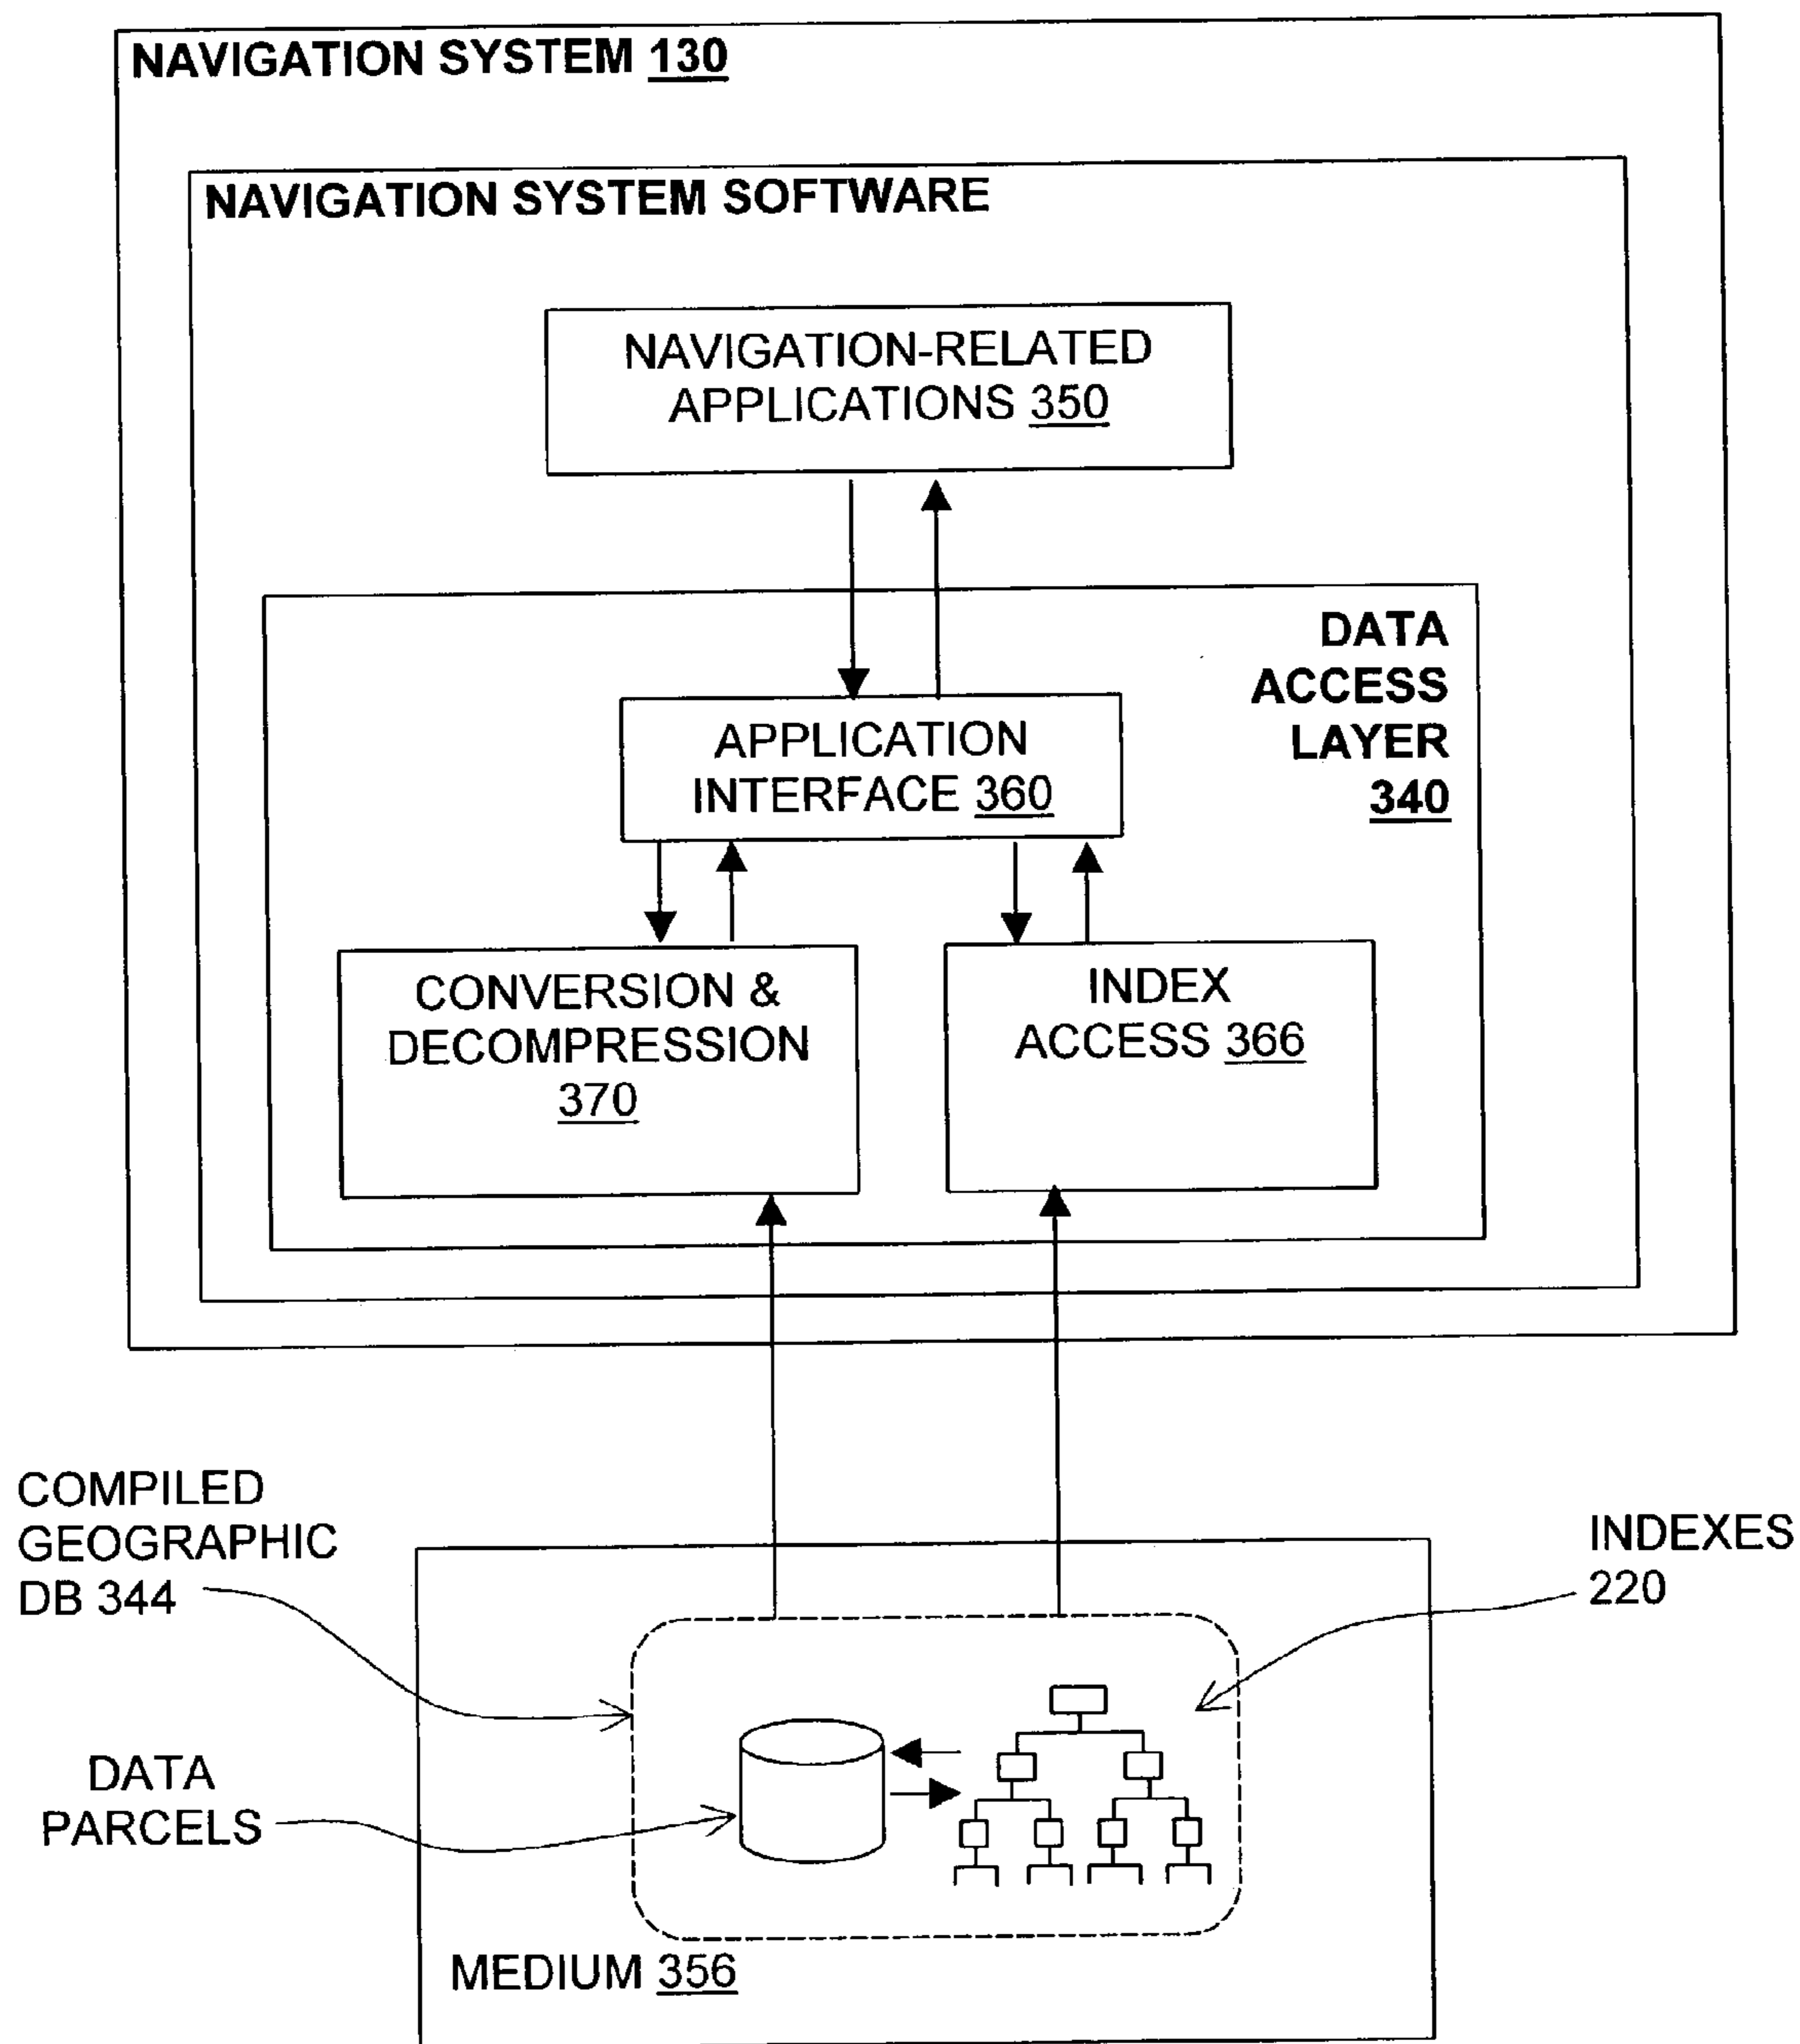 NAVIGATION SYSTEM 130
NAVIGATION SYSTEM SOFTWARE
NAVIGATION-RELATED
APPLICATIONS 350
DATA
ACCESS
LAYER
340
APPLICATION
INTERFACE 360
CONVERSION &
DECOMPRESSION
370
INDEX
ACCESS 366
COMPILED
GEOGRAPHIC
DB 344
INDEXES
220
DATA
PARCELS
MEDIUM 356